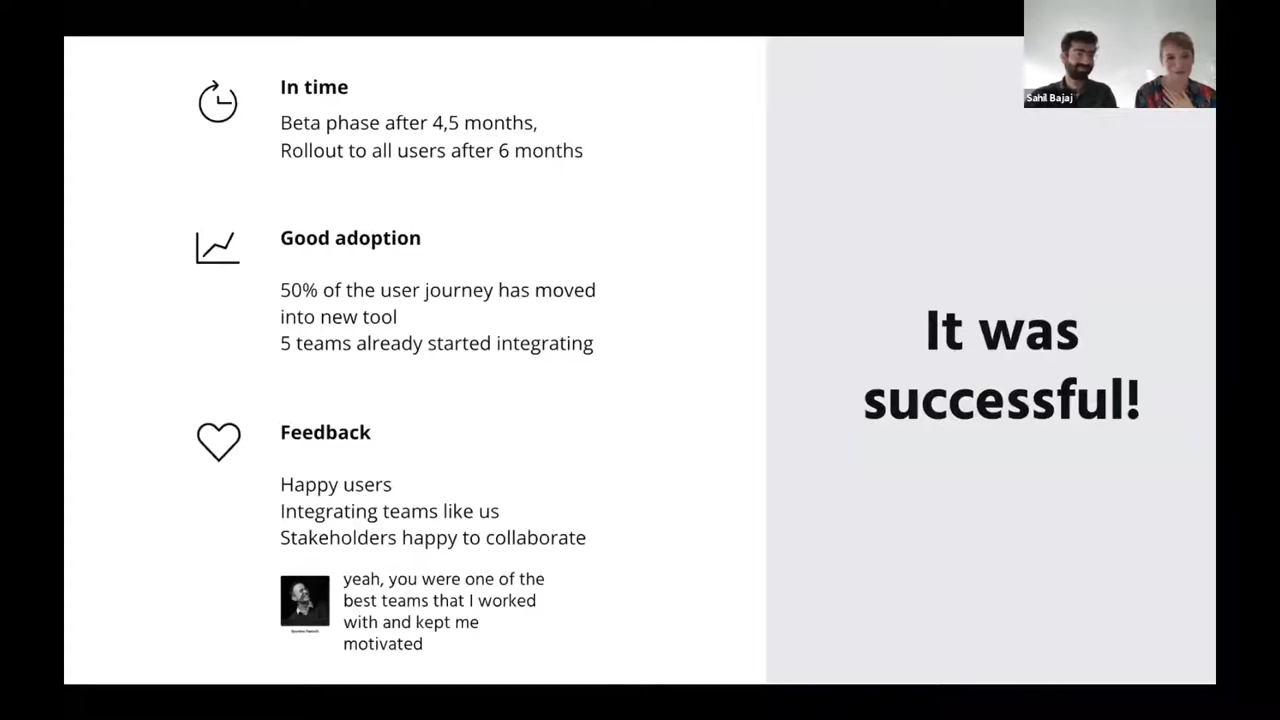 In time
Beta phase after 4,5 months,
Rollout to all users after 6 months
Good adoption
50% of the user journey has moved
into new tool
5 teams already started integrating
Feedback
Happy users
Integrating teams like us
Stakeholders happy to collaborate
yeah, you were one of the
best teams that I worked
with and kept me
motivated
It was
successful!
Sahil Bajaj